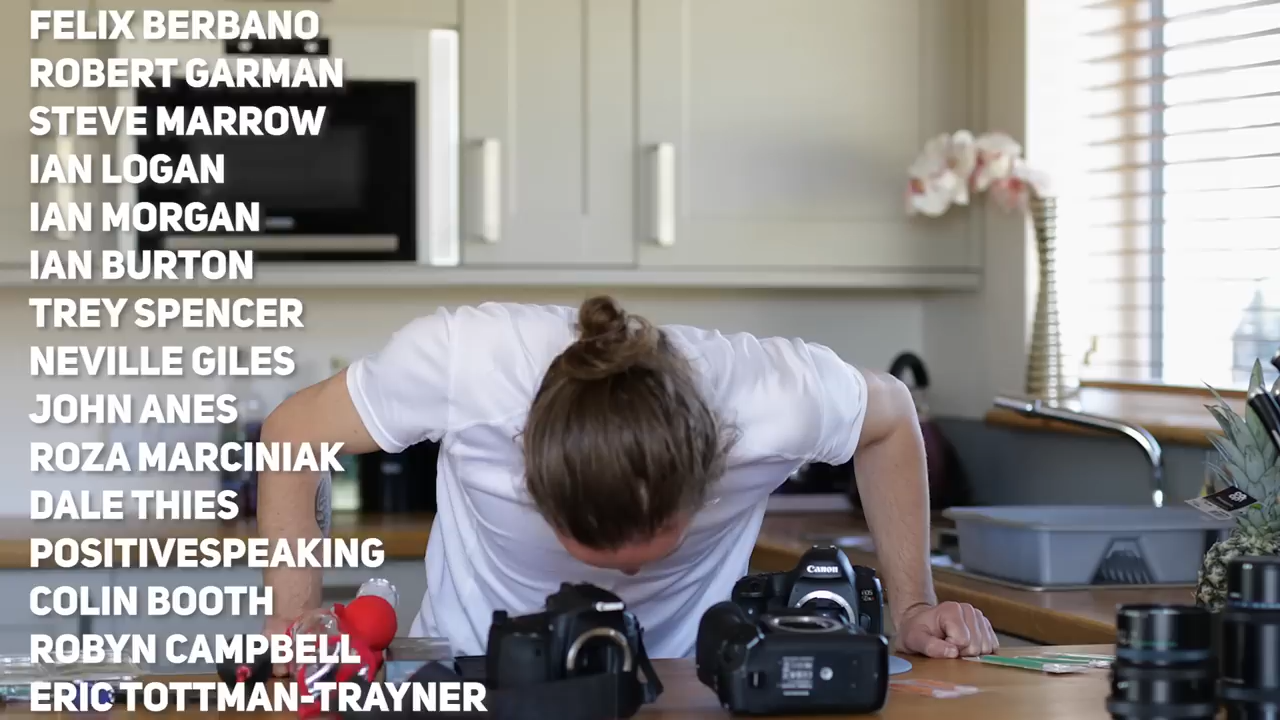 FELIX BERBANO
ROBERT GARMAN
STEVE MARROW
IAN LOGAN
IAN MORGAN
IAN BURTON
TREY SPENCER
NEVILLE GILES
JOHN ANES
ROZA MARCINIAK
DALE THIES
POSITIVESPEAKING
COLIN BOOTH
ROBYN CAMPBELL
ERIC TOTTMAN-TRAYNER
Canon